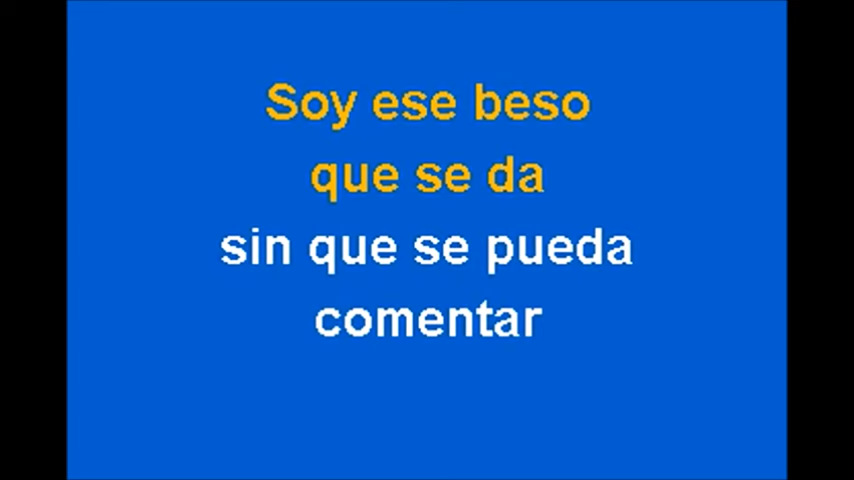 Soy ese beso
que se da
sin que se pueda
comentar